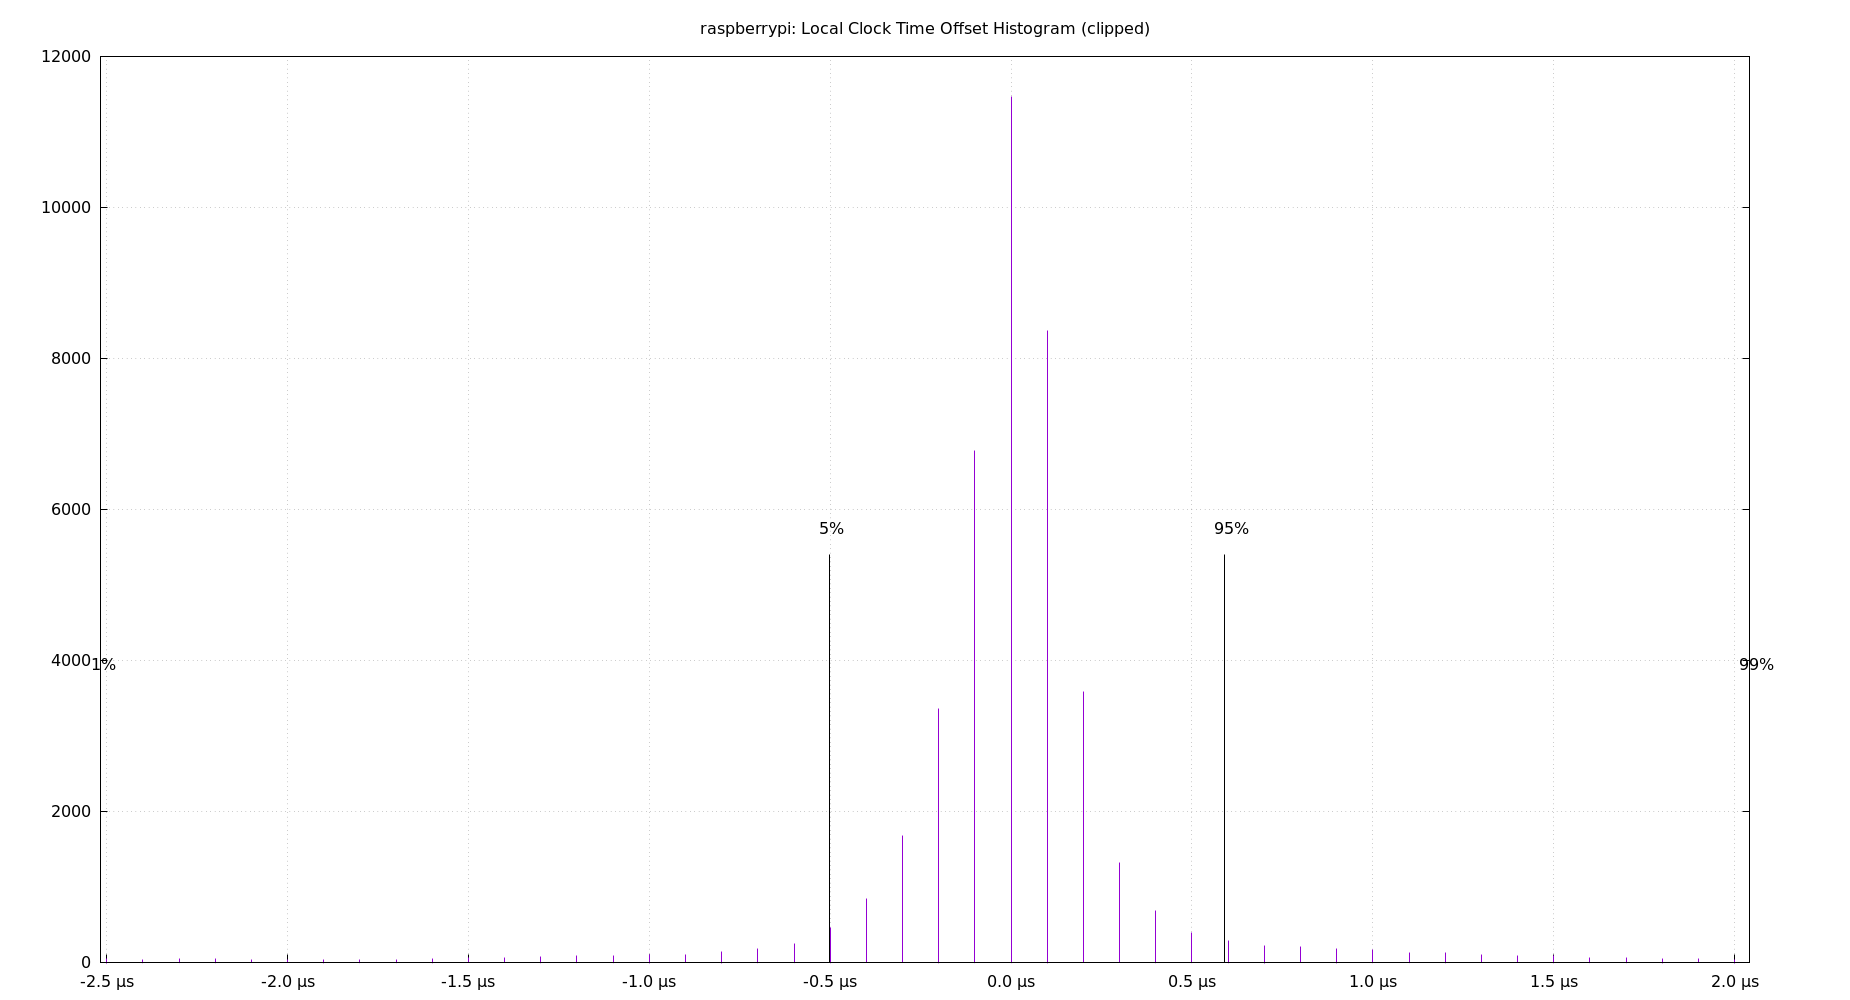 raspberrypi: Local Clock Time Offset Histogram (clipped)
12000
10000
8000
6000
5%
95%
4000
1%
99%
2000
0
-2.5 µs
-2.0 µs
-1.5 µs
-1.0 µs
-0.5 µs
0.0 µs
0.5 µs
1.0 µs
1.5 µs
2.0 µs